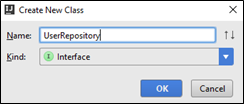 Create New Class
Name: UserRepository
Kind: I Interface
OK Cancel